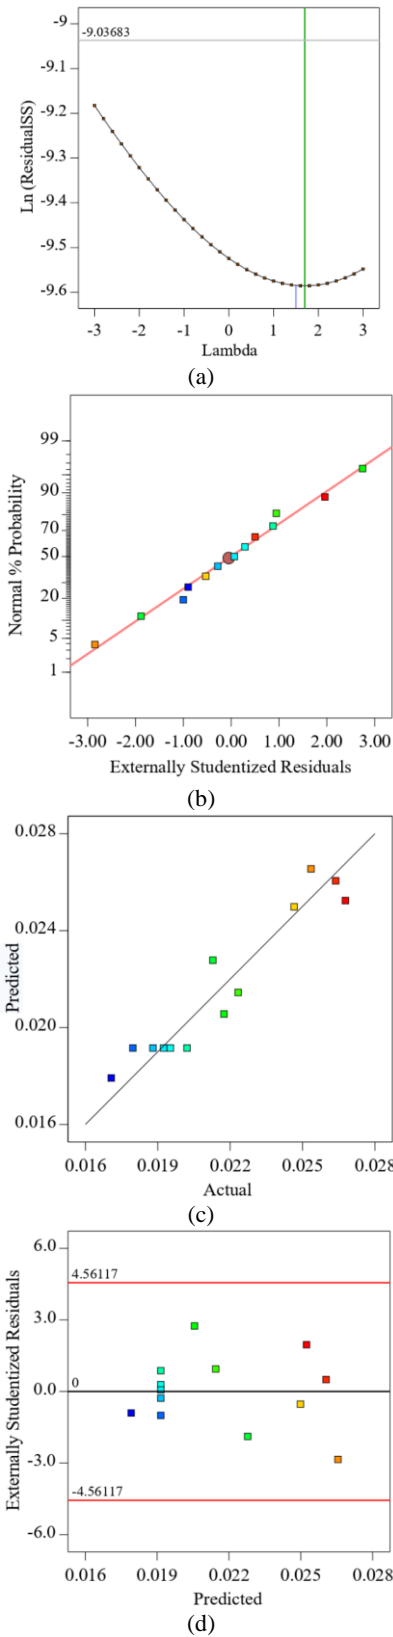 -9
-9.03683
-9.1
-9.2
-9.3
-9.4
-9.5
-9.6
Ln (ResidualSS)
-3 -2 -1 0 1 2 3
Lambda
(a)
99
90
70
50
20
5
1
Normal % Probability
-3.00 -2.00 -1.00 0.00 1.00 2.00 3.00
Externally Studentized Residuals
(b)
0.028
0.024
0.020
0.016
Predicted
0.016 0.019 0.022 0.025 0.028
Actual
(c)
6.0
4.56117
3.0
0
0.0
-3.0
-4.56117
-6.0
Externally Studentized Residuals
0.016 0.019 0.022 0.025 0.028
Predicted
(d)